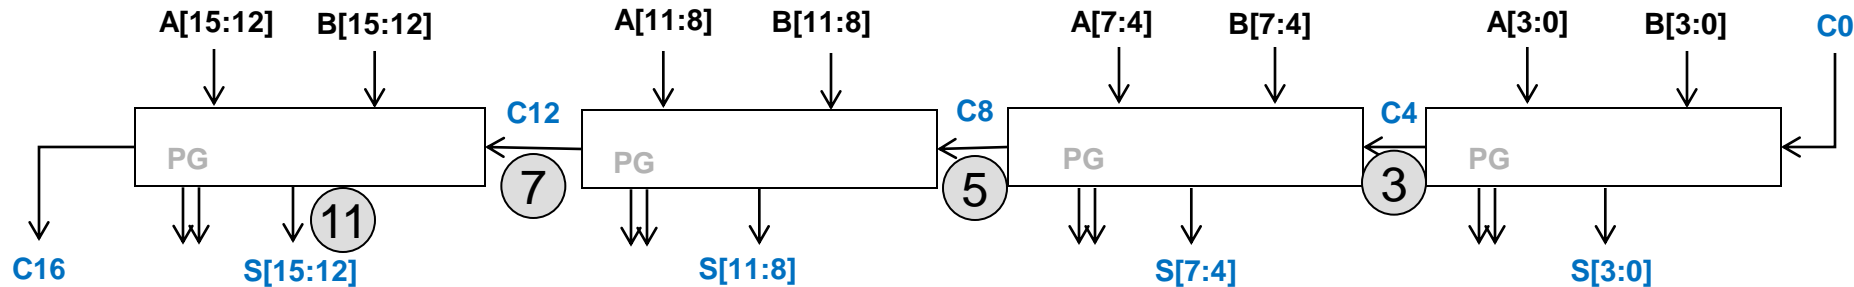 A[15:12] B[15:12] A[11:8] B[11:8] A[7:4] B[7:4] A[3:0] B[3:0] C0
C12 C8 C4
PG PG PG PG
7 5 3
11
C16 S[15:12] S[11:8] S[7:4] S[3:0]